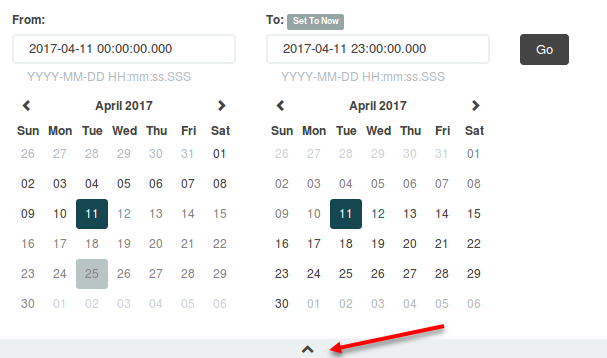 From:
To: Set To Now
2017-04-11 00:00:00.000
2017-04-11 23:00:00.000
Go
YYYY-MM-DD HH:mm:ss.SSS
YYYY-MM-DD HH:mm:ss.SSS
April 2017
Sun Mon Tue Wed Thu Fri Sat
26 27 28 29 30 31 01
02 03 04 05 06 07 08
09 10 11 12 13 14 15
16 17 18 19 20 21 22
23 24 25 26 27 28 29
30 01 02 03 04 05 06
April 2017
Sun Mon Tue Wed Thu Fri Sat
26 27 28 29 30 31 01
02 03 04 05 06 07 08
09 10 11 12 13 14 15
16 17 18 19 20 21 22
23 24 25 26 27 28 29
30 01 02 03 04 05 06